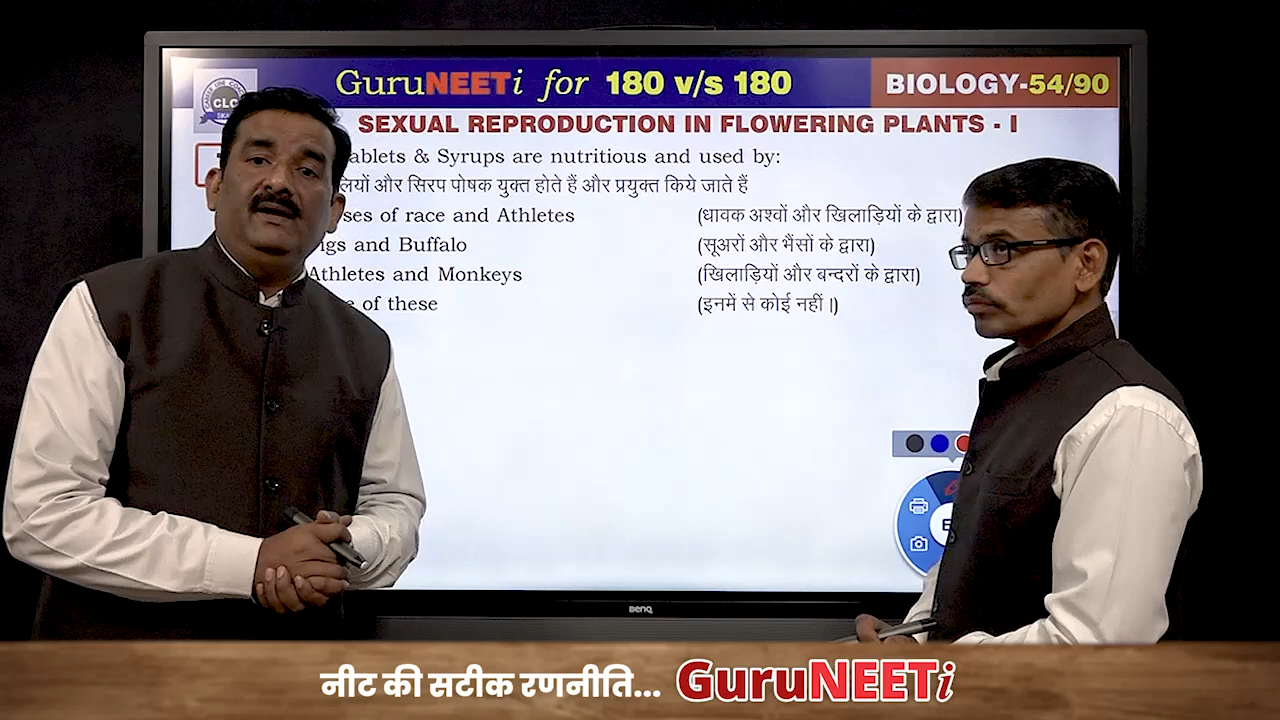 GuruNEETi for 180 v/s 180
BIOLOGY-54/90
CLC
SEXUAL REPRODUCTION IN FLOWERING PLANTS - I
ablets & Syrups are nutritious and used by:
और सिरप पोषक युक्त होते हैं और प्रयुक्त किये जाते हैं
ses of race and Athletes (धावक अश्वों और खिलाड़ियों के द्वारा)
igs and Buffalo (सूअरों और भैंसों के द्वारा)
Athletes and Monkeys (खिलाड़ियों और बन्दरों के द्वारा)
of these (इनमें से कोई नहीं।)
BenQ
नीट की सटीक रणनीति... GuruNEETi